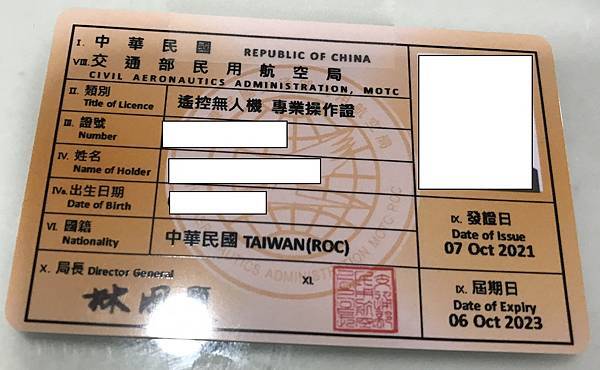 I. 中華民國 REPUBLIC OF CHINA
VIII. 交通部民用航空局
CIVIL AERONAUTICS ADMINISTRATION, MOTC
II. 類別
Title of Licence
遙控無人機 專業操作證
III. 證號
Number
IV. 姓名
Name of Holder
IVa. 出生日期
Date of Birth
VI. 國籍
Nationality
中華民國 TAIWAN(ROC)
IX. 發證日
Date of Issue
07 Oct 2021
X. 局長 Director General
XI.
IX. 屆期日
Date of Expiry
06 Oct 2023